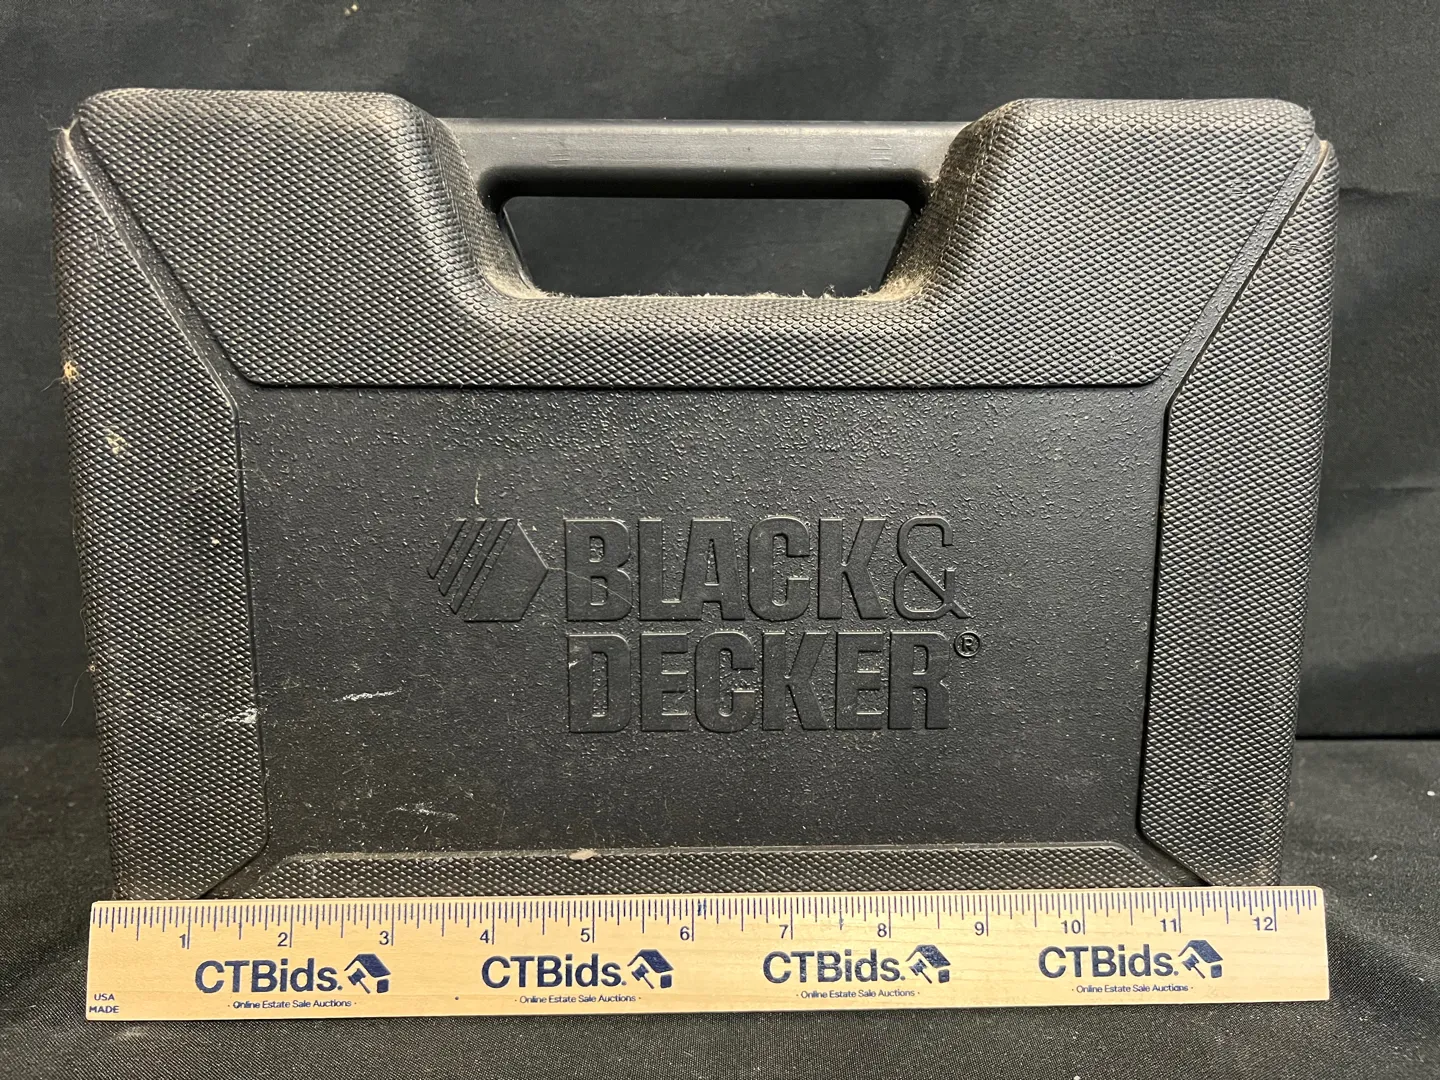 BLACK&
DECKER®
1 2 3 4 5 6 7 8 9 10 11 12
CTBids. CTBids. CTBids. CTBids.
· Online Estate Sale Auctions · · Online Estate Sale Auctions · · Online Estate Sale Auctions · · Online Estate Sale Auctions ·
USA
MADE